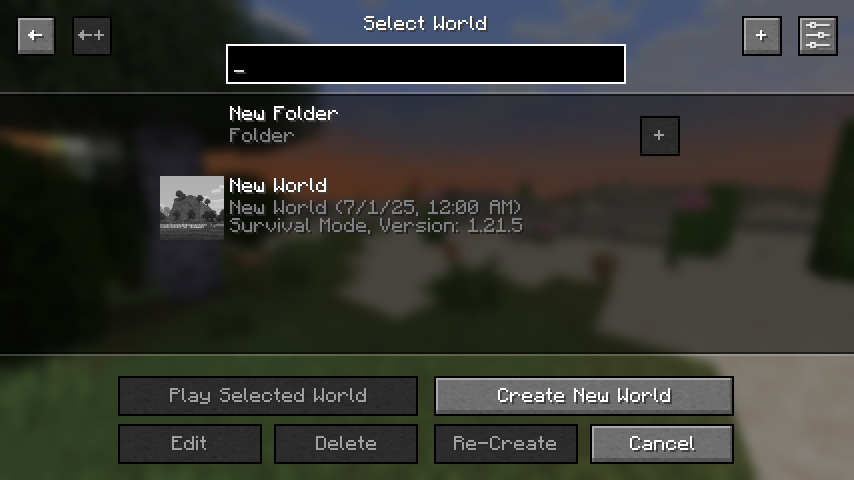 Select World
_
New Folder
Folder
New World
New World (7/1/25, 12:00 AM)
Survival Mode, Version: 1.21.5
Play Selected World
Create New World
Edit
Delete
Re-Create
Cancel